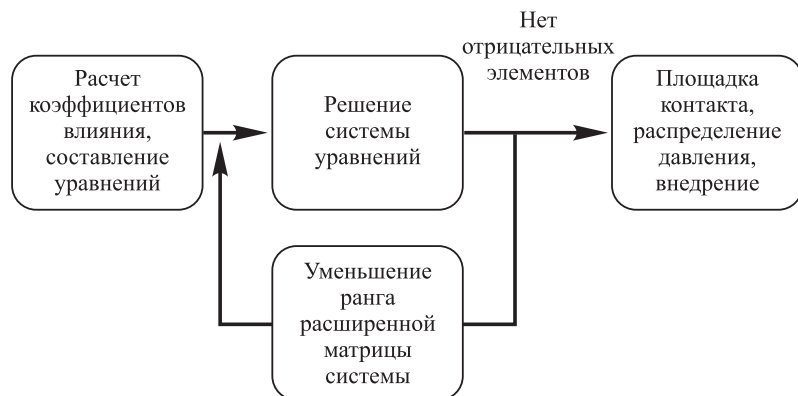 Расчет
коэффициентов
влияния,
составление
уравнений
Решение
системы
уравнений
Нет
отрицательных
элементов
Площадка
контакта,
распределение
давления,
внедрение
Уменьшение
ранга
расширенной
матрицы
системы